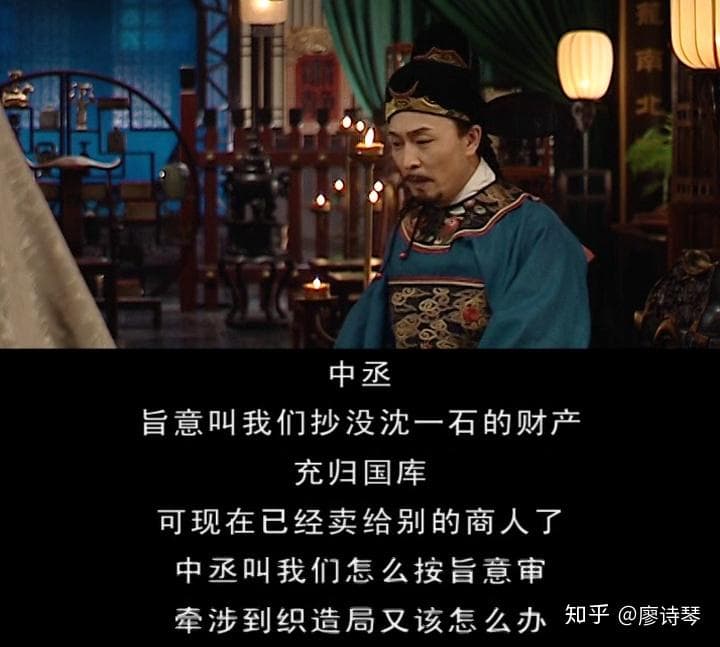 龍南北
中丞
旨意叫我们抄没沈一石的财产
充归国库
可现在已经卖给别的商人了
中丞叫我们怎么按旨意审
牵涉到织造局又该怎么办
知乎 @廖诗琴